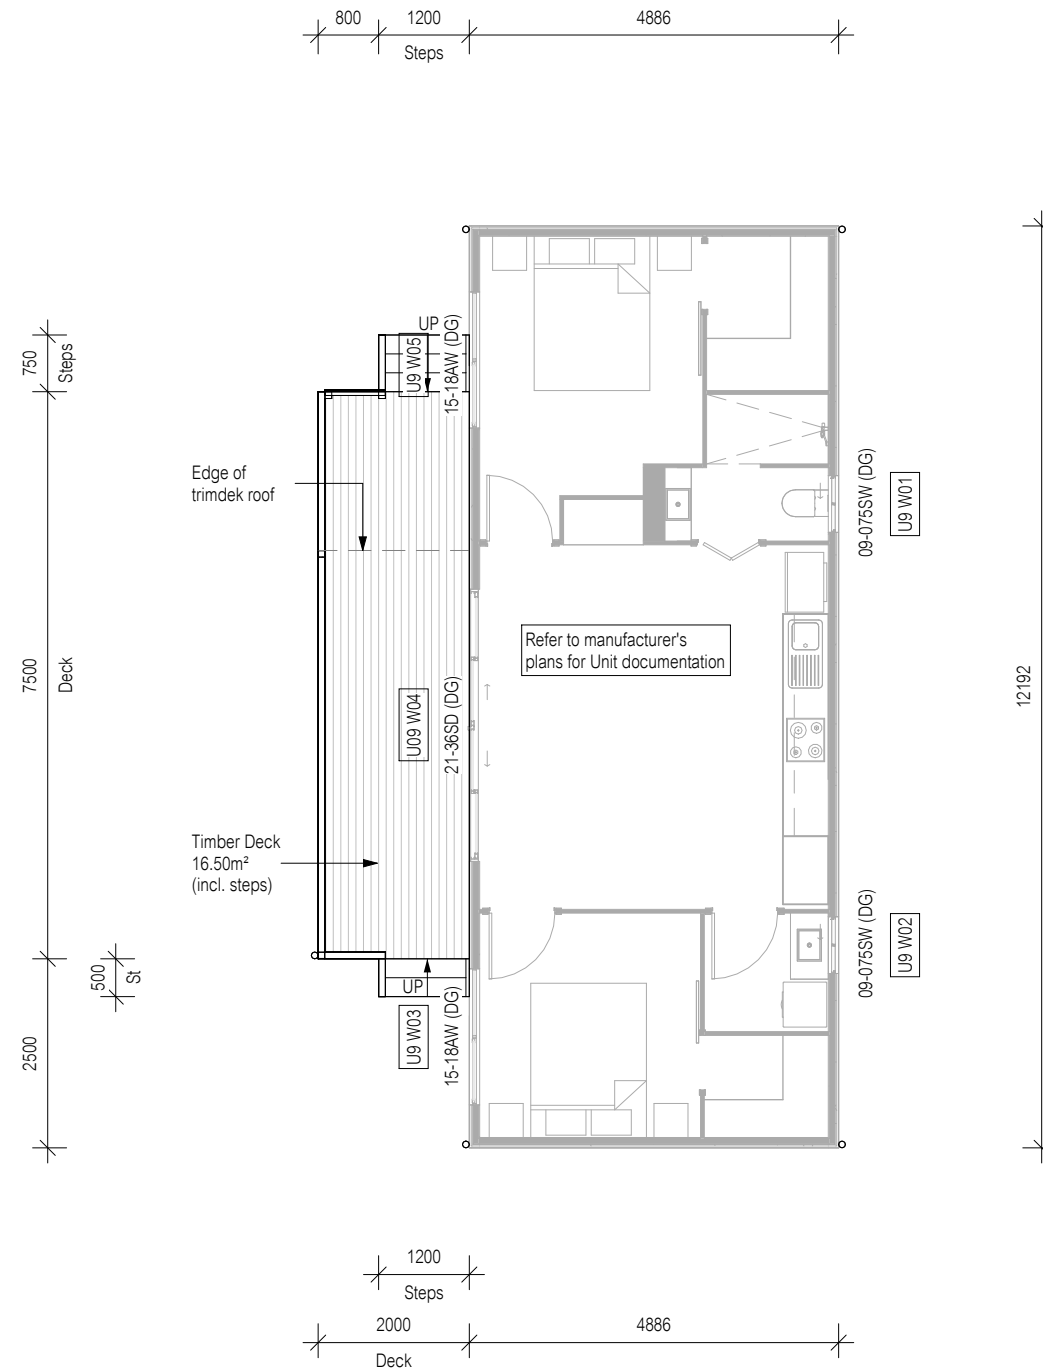 800
1200
4886
Steps
UP
750
Steps
U9 W05
15-18AW (DG)
Edge of
trimdek roof
09-075SW (DG)
U9 W01
7500
Deck
Refer to manufacturer's
plans for Unit documentation
U09 W04
21-36SD (DG)
12192
Timber Deck
16.50m²
(incl. steps)
09-075SW (DG)
U9 W02
500
St
UP
2500
U9 W03
15-18AW (DG)
1200
Steps
2000
4886
Deck